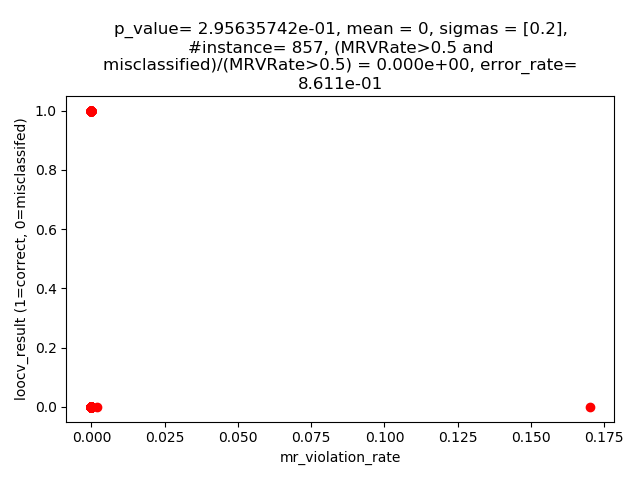 p_value= 2.95635742e-01, mean = 0, sigmas = [0.2],
#instance= 857, (MRVRate>0.5 and
misclassified)/(MRVRate>0.5) = 0.000e+00, error_rate=
8.611e-01
1.0
0.8
0.6
0.4
0.2
0.0
loocv_result (1=correct, 0=misclassifed)
0.000
0.025
0.050
0.075
0.100
0.125
0.150
0.175
mr_violation_rate